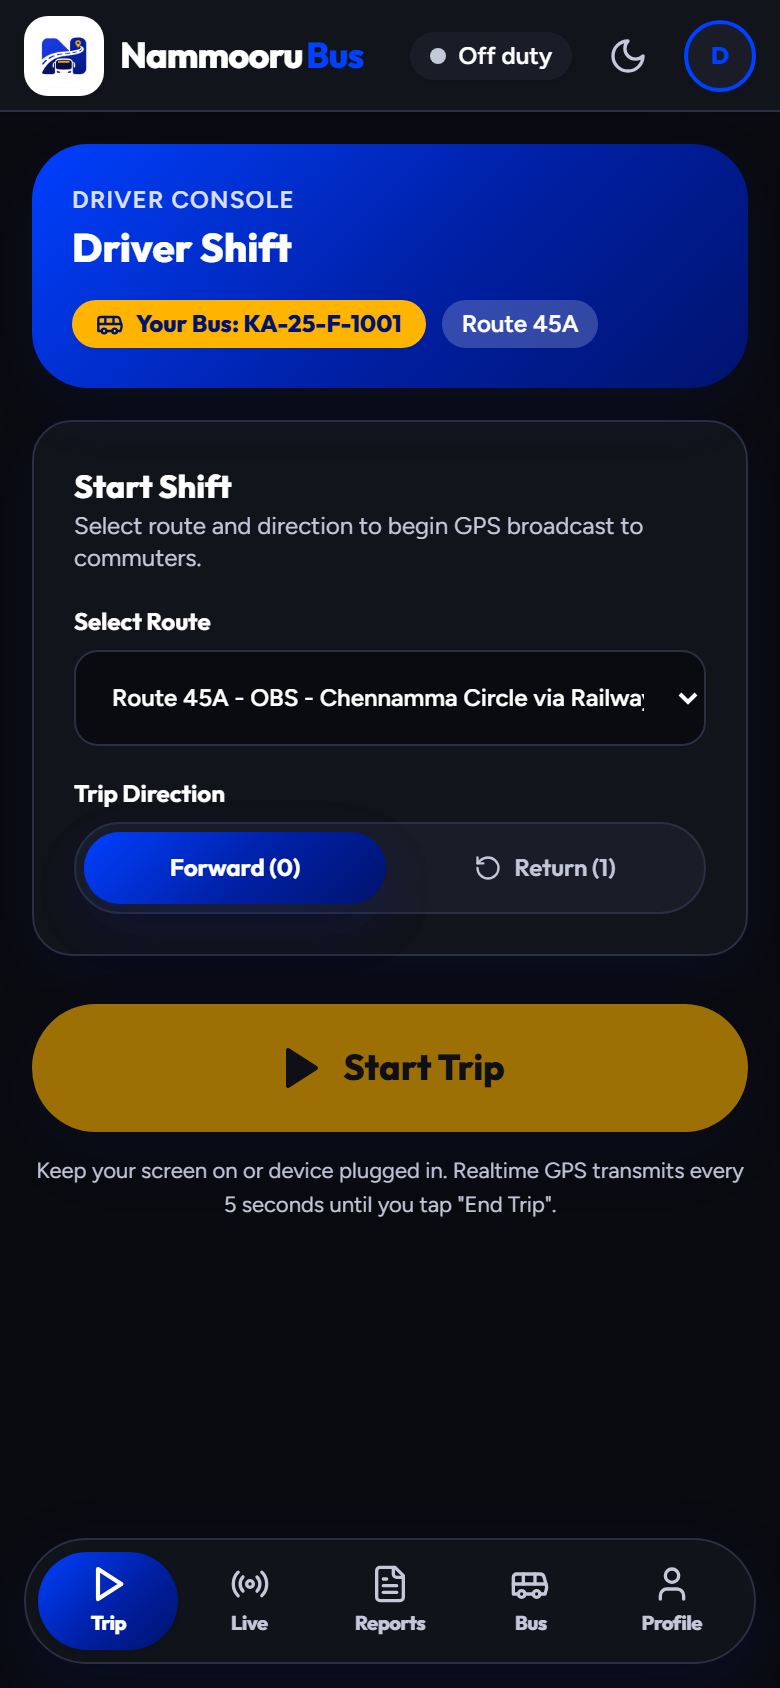 Nammooru Bus
Off duty
D
DRIVER CONSOLE
Driver Shift
Your Bus: KA-25-F-1001
Route 45A
Start Shift
Select route and direction to begin GPS broadcast to
commuters.
Select Route
Route 45A - OBS - Chennamma Circle via Railway
Trip Direction
Forward (0)
Return (1)
Start Trip
Keep your screen on or device plugged in. Realtime GPS transmits every
5 seconds until you tap "End Trip".
Trip
Live
Reports
Bus
Profile